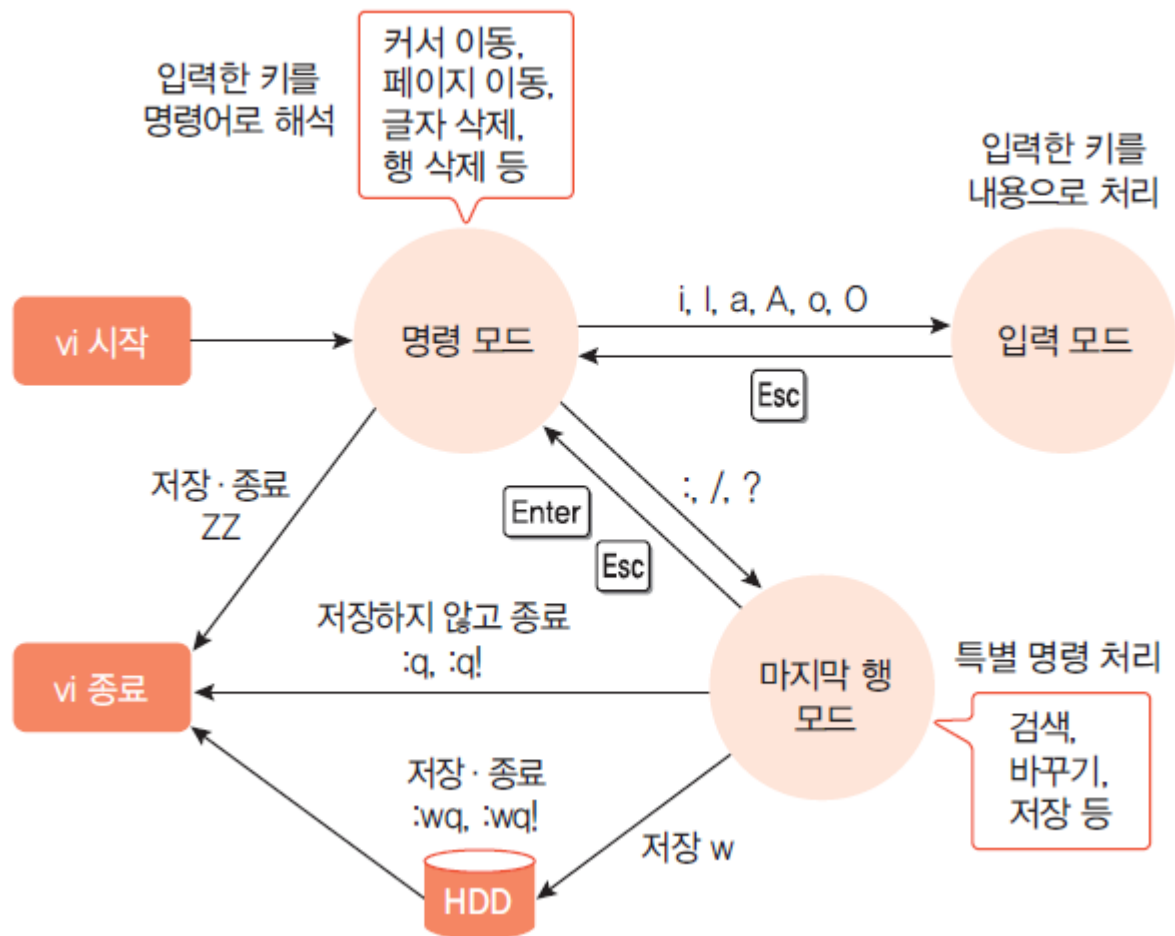 입력한 키를
명령어로 해석
커서 이동,
페이지 이동,
글자 삭제,
행 삭제 등
입력한 키를
내용으로 처리
vi 시작
명령 모드
i, I, a, A, o, O
입력 모드
Esc
저장 · 종료
ZZ
:, /, ?
Enter
Esc
저장하지 않고 종료
:q, :q!
vi 종료
마지막 행
모드
특별 명령 처리
검색,
바꾸기,
저장 등
저장 · 종료
:wq, :wq!
저장 w
HDD